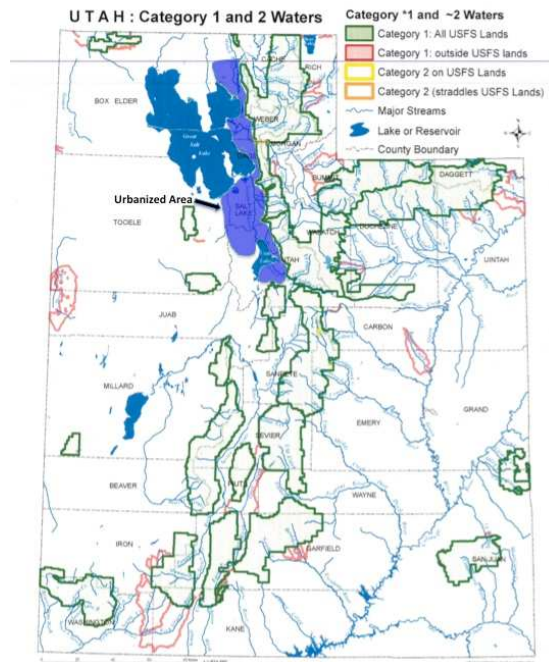 UTAH : Category 1 and 2 Waters
Category *1 and ~2 Waters
Category 1: All USFS Lands
Category 1: outside USFS lands
Category 2 on USFS Lands
Category 2 (straddles USFS Lands)
Major Streams
Lake or Reservoir
County Boundary
CACHE
RICH
BOX ELDER
WEBER
MORGAN
Great
Salt
Lake
DAGGETT
SUMMIT
Urbanized Area
SALT
LAKE
TOOELE
WASATCH
DUCHESNE
UTAH
UINTAH
JUAB
CARBON
SANPETE
MILLARD
GRAND
EMERY
SEVIER
BEAVER
PIUTE
WAYNE
IRON
GARFIELD
SAN JUAN
WASHINGTON
KANE